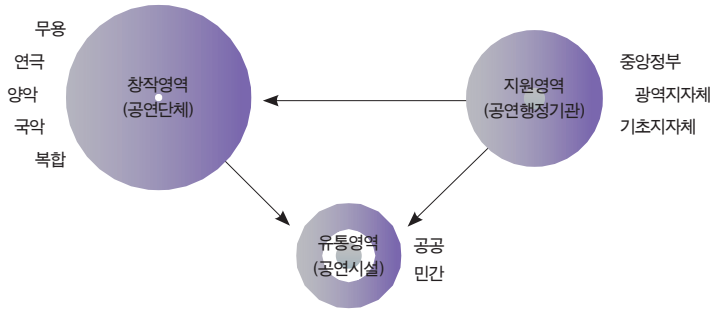 무용
연극
양악
국악
복합
창작영역
(공연단체)
지원영역
(공연행정기관)
중앙정부
광역지자체
기초지자체
유통영역
(공연시설)
공공
민간